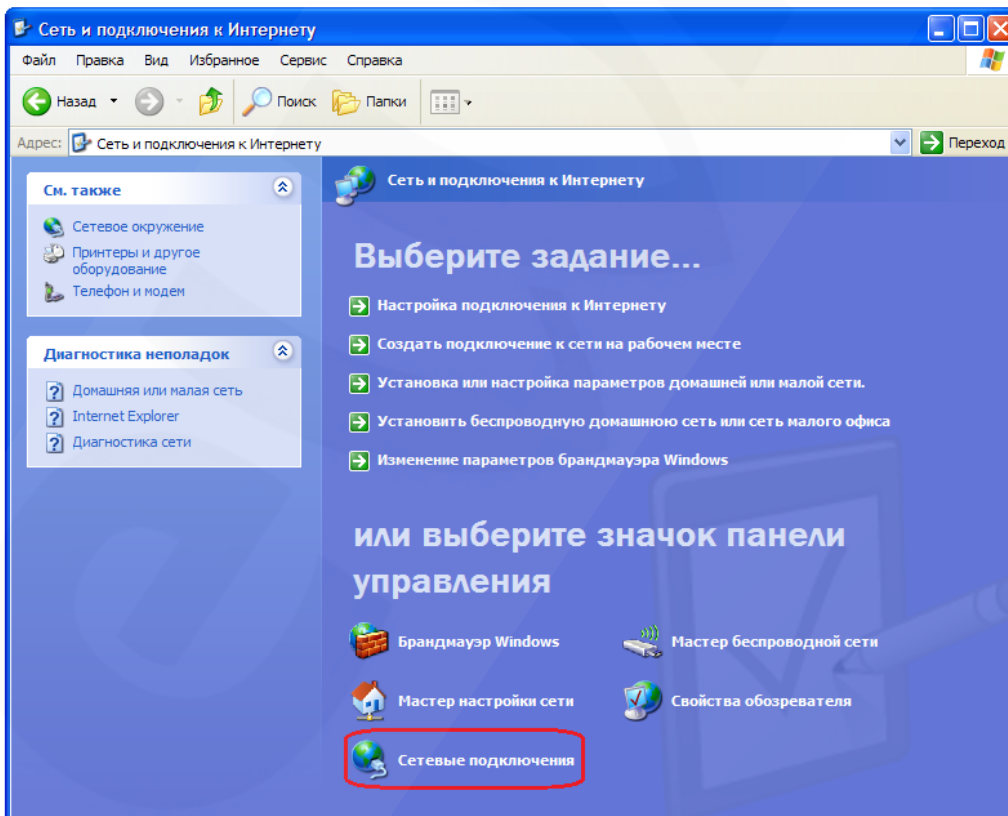 Сеть и подключения к Интернету
Файл Правка Вид Избранное Сервис Справка
Назад Поиск Папки
Адрес: Сеть и подключения к Интернету Переход
См. также
Сетевое окружение
Принтеры и другое
оборудование
Телефон и модем
Диагностика неполадок
Домашняя или малая сеть
Internet Explorer
Диагностика сети
Сеть и подключения к Интернету
Выберите задание...
Настройка подключения к Интернету
Создать подключение к сети на рабочем месте
Установка или настройка параметров домашней или малой сети.
Установить беспроводную домашнюю сеть или сеть малого офиса
Изменение параметров брандмауэра Windows
или выберите значок панели
управления
Брандмауэр Windows Мастер беспроводной сети
Мастер настройки сети Свойства обозревателя
Сетевые подключения